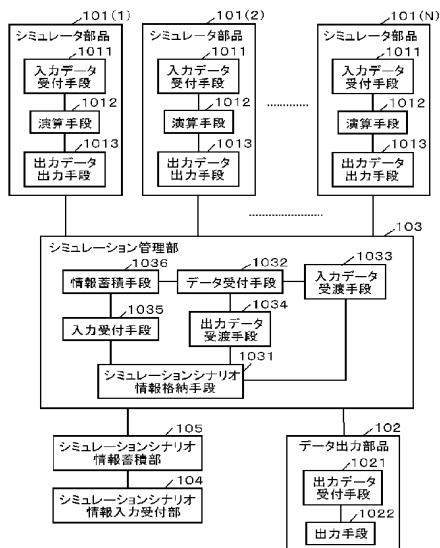 101(1)
シミュレータ部品
1011
入力データ
受付手段
1012
演算手段
1013
出力データ
出力手段
101(2)
シミュレータ部品
1011
入力データ
受付手段
1012
演算手段
1013
出力データ
出力手段
101(N)
シミュレータ部品
1011
入力データ
受付手段
1012
演算手段
1013
出力データ
出力手段
103
シミュレーション管理部
1036
情報蓄積手段
1032
データ受付手段
1033
入力データ
受渡手段
1035
入力受付手段
1034
出力データ
受渡手段
1031
シミュレーションシナリオ
情報格納手段
105
シミュレーションシナリオ
情報蓄積部
104
シミュレーションシナリオ
情報入力受付部
102
データ出力部品
1021
出力データ
受付手段
1022
出力手段